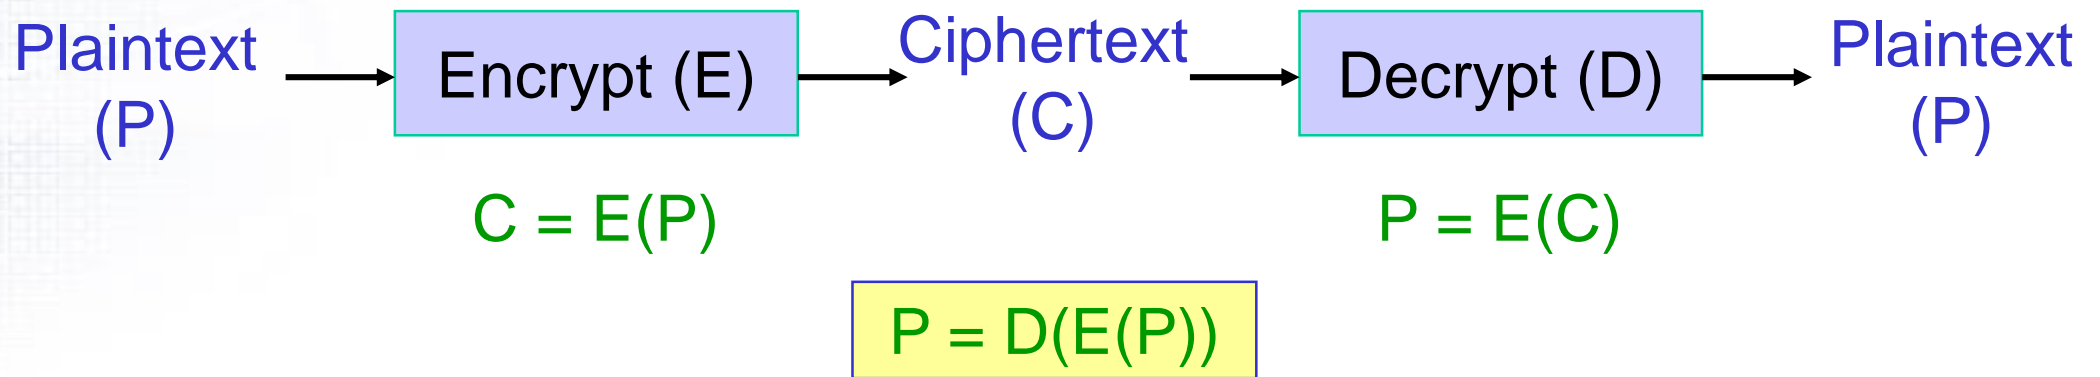 Plaintext
(P)
Encrypt (E)
Ciphertext
(C)
Decrypt (D)
Plaintext
(P)
C = E(P)
P = E(C)
P = D(E(P))